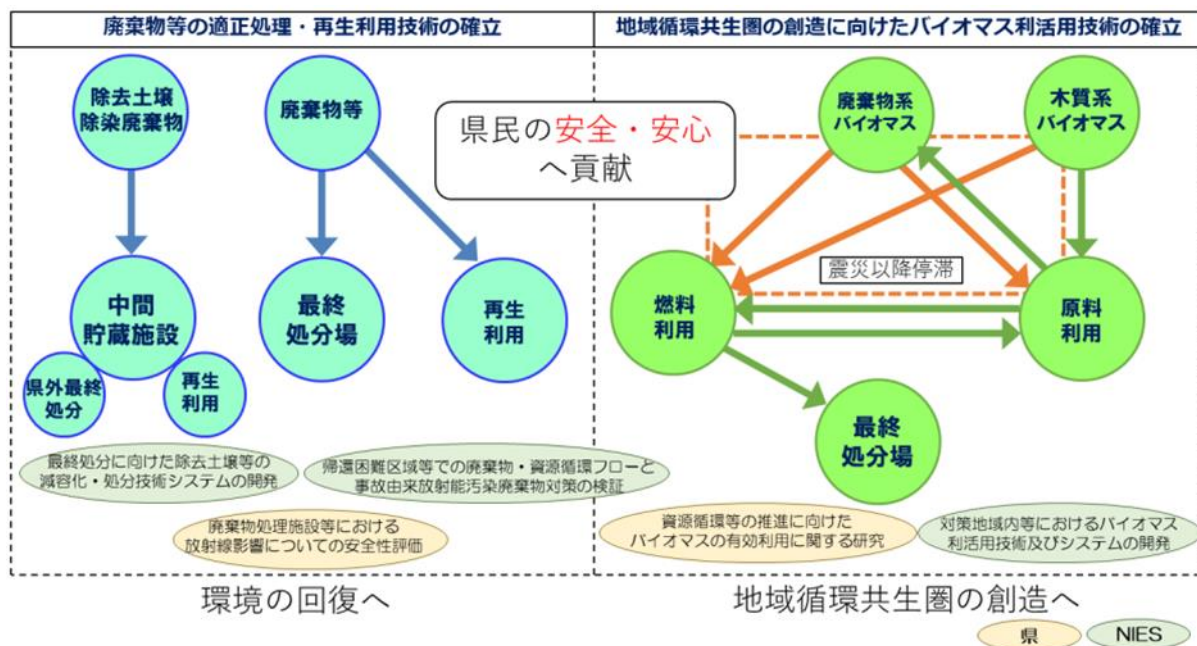 廃棄物等の適正処理・再生利用技術の確立
除去土壌
除染廃棄物
廃棄物等
中間
貯蔵施設
県外最終
処分
再生
利用
最終
処分場
再生
利用
最終処分に向けた除去土壌等の
減容化・処分技術システムの開発
帰還困難区域等での廃棄物・資源循環フローと
事故由来放射能汚染廃棄物対策の検証
廃棄物処理施設等における
放射線影響についての安全性評価
環境の回復へ
県民の安全・安心
へ貢献
地域循環共生圏の創造に向けたバイオマス利活用技術の確立
廃棄物系
バイオマス
木質系
バイオマス
震災以降停滞
燃料
利用
原料
利用
最終
処分場
資源循環等の推進に向けた
バイオマスの有効利用に関する研究
対策地域内等におけるバイオマス
利活用技術及びシステムの開発
地域循環共生圏の創造へ
県
NIES